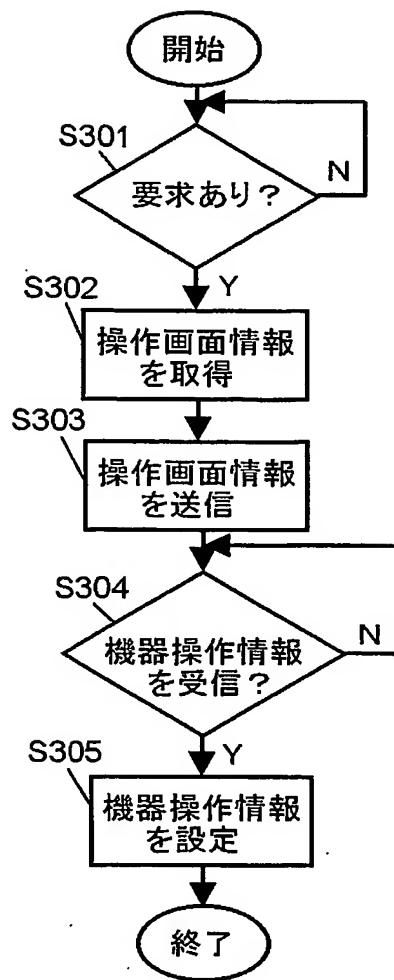 開始
S301
要求あり?
N
Y
S302
操作画面情報
を取得
S303
操作画面情報
を送信
S304
機器操作情報
を受信?
N
Y
S305
機器操作情報
を設定
終了